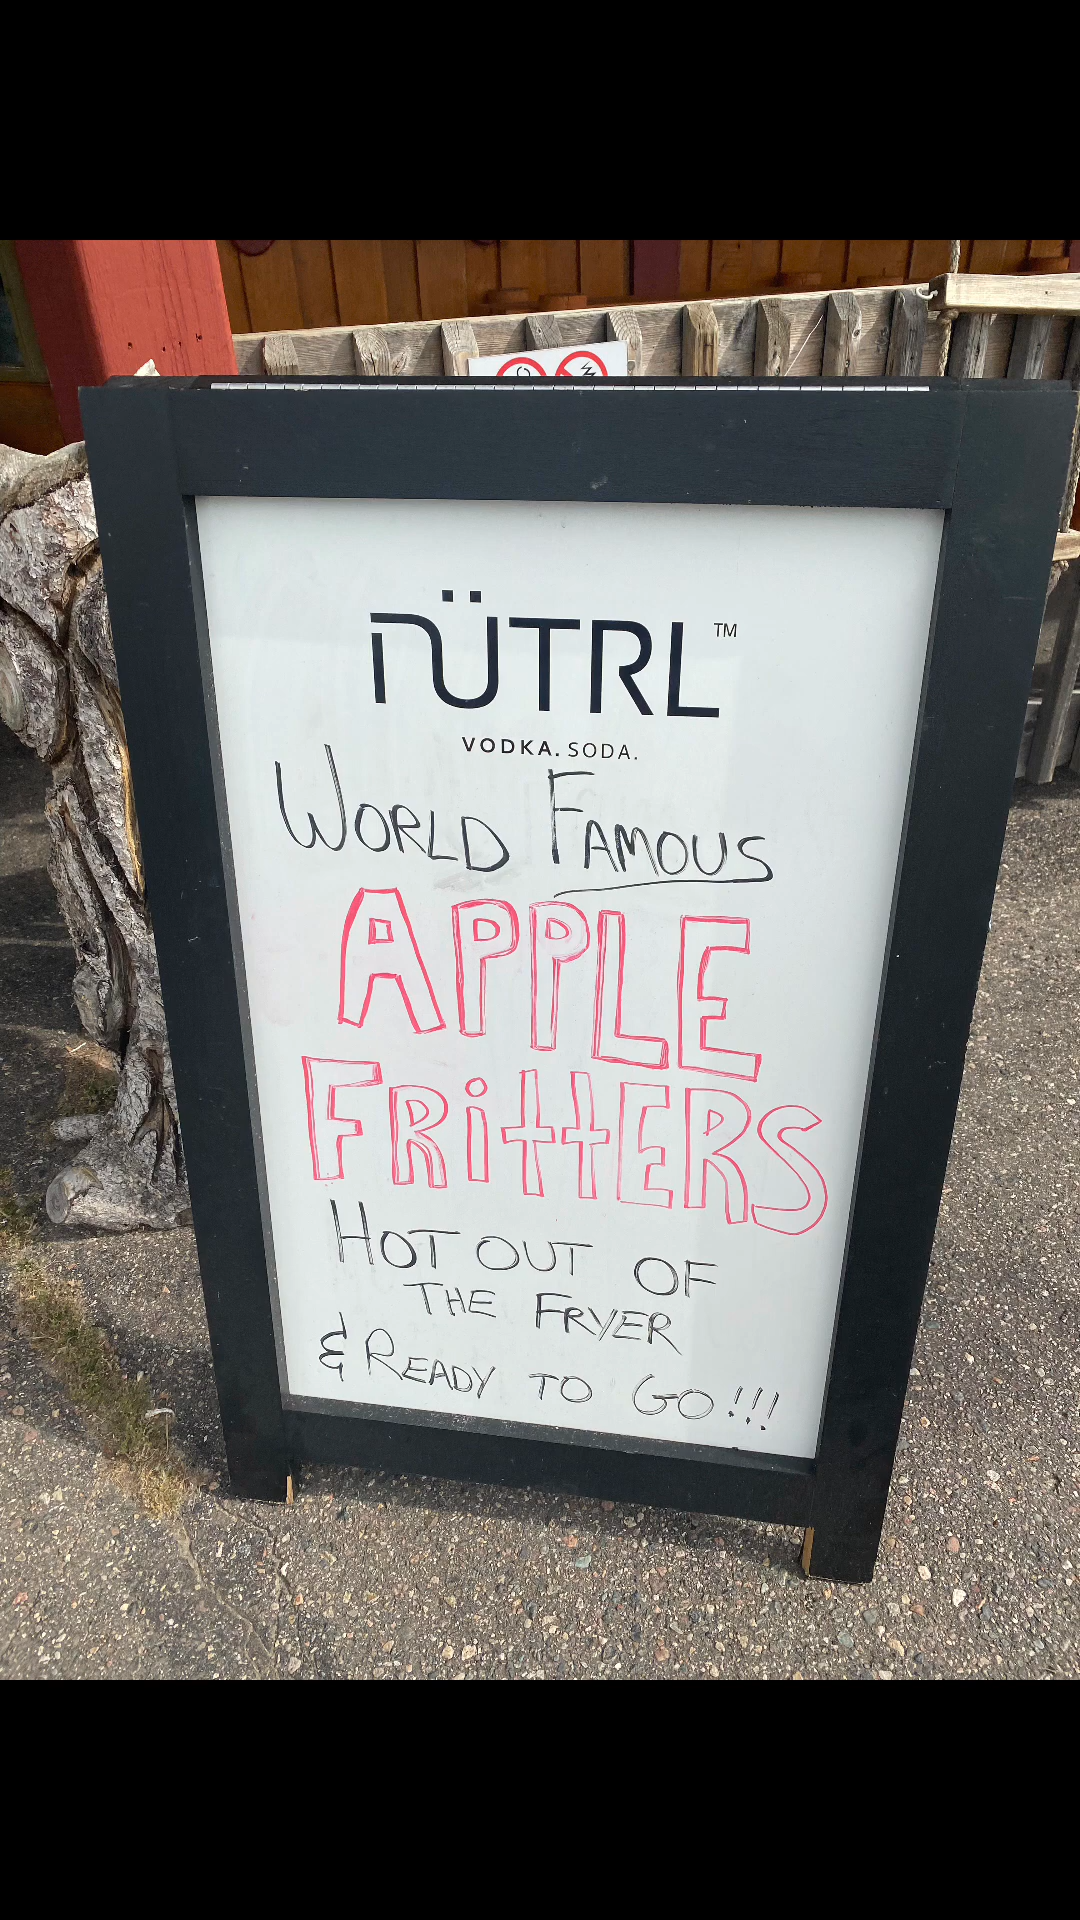 nÜTRL™
VODKA. SODA.
WORLD FAMOUS
APPLE
FRittERS
HOT OUT OF
THE FRYER
& READY TO GO!!!